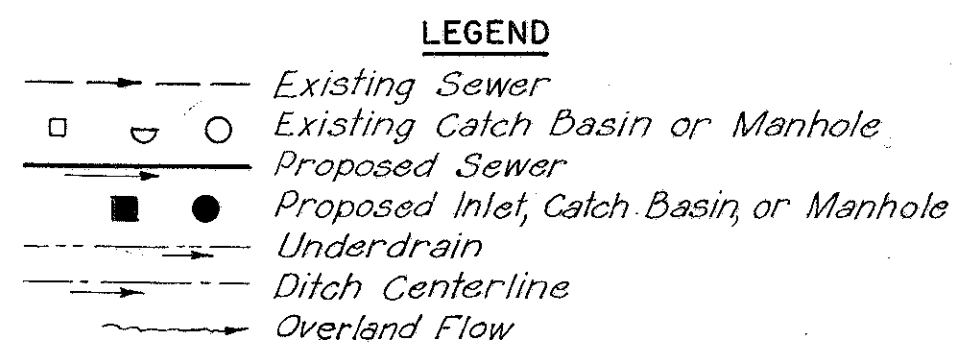 LEGEND
Existing Sewer
Existing Catch Basin or Manhole
Proposed Sewer
Proposed Inlet, Catch Basin, or Manhole
Underdrain
Ditch Centerline
Overland Flow